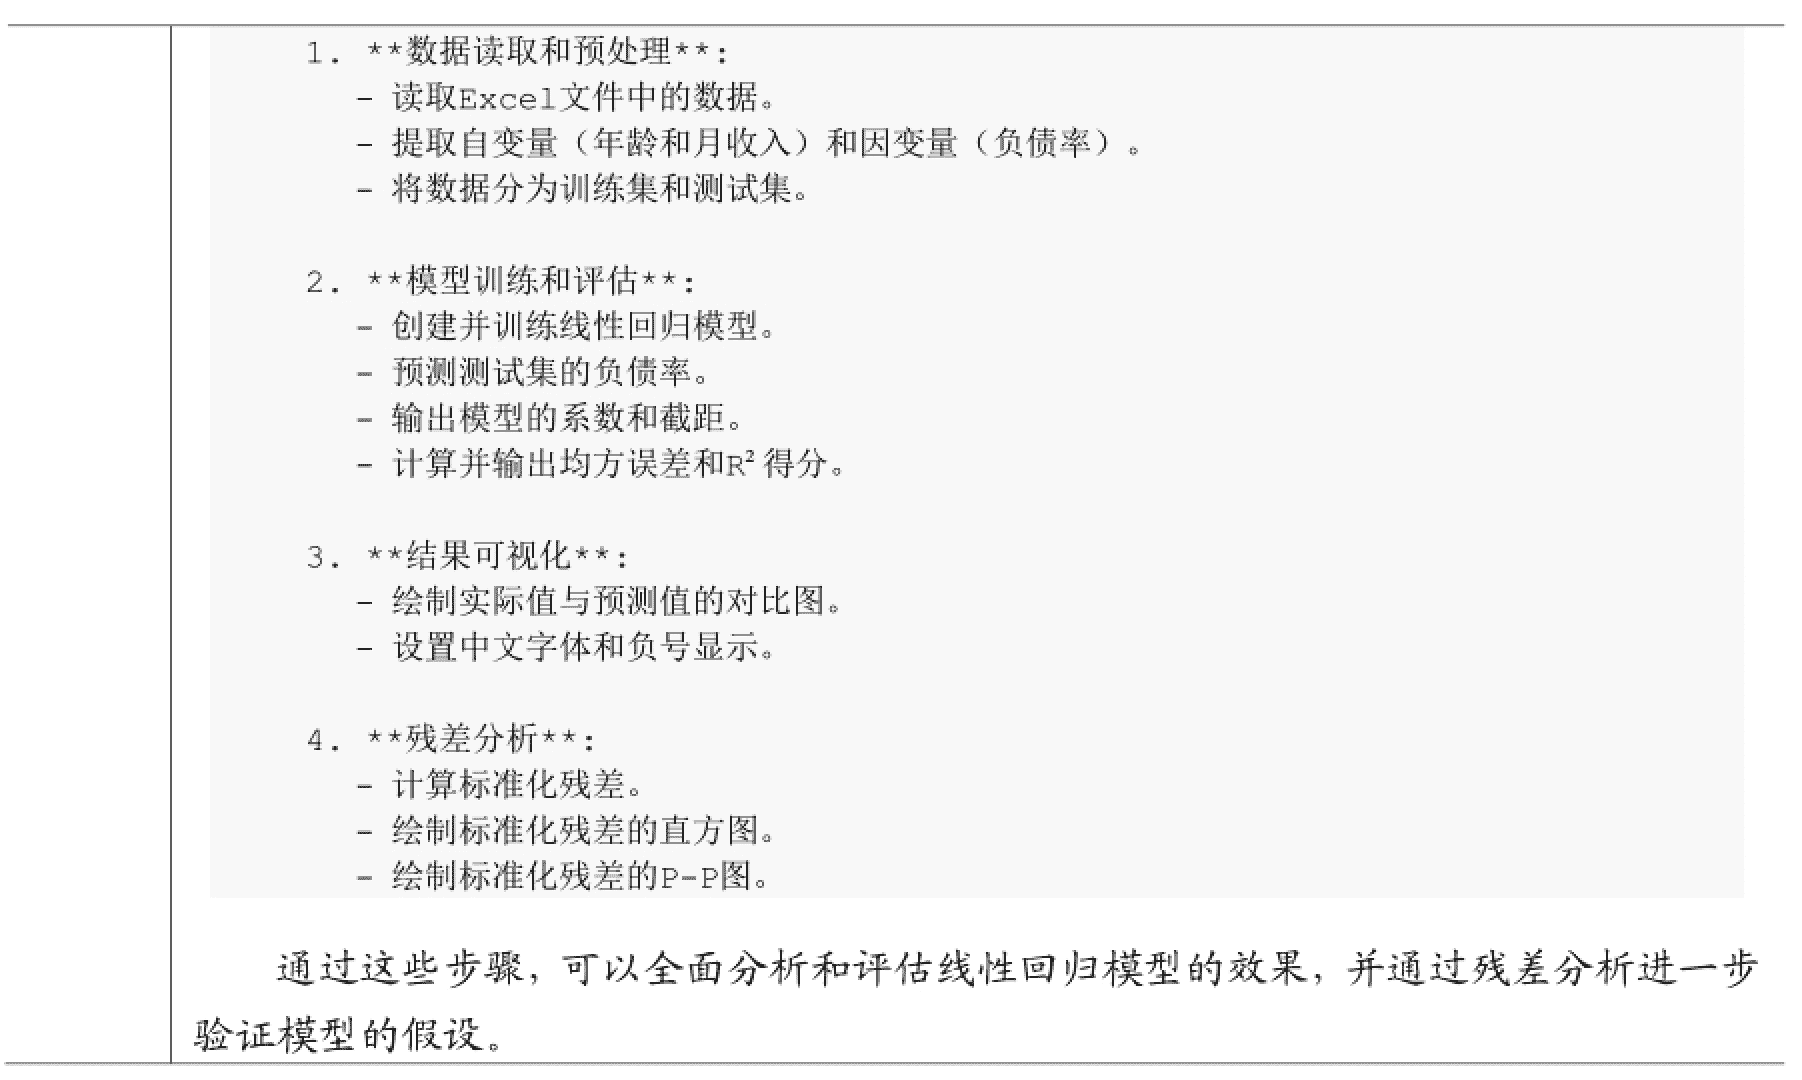 1. **数据读取和预处理**:
– 读取Excel文件中的数据。
– 提取自变量（年龄和月收入）和因变量（负债率）。
– 将数据分为训练集和测试集。
2. **模型训练和评估**:
– 创建并训练线性回归模型。
– 预测测试集的负债率。
– 输出模型的系数和截距。
– 计算并输出均方误差和R²得分。
3. **结果可视化**:
– 绘制实际值与预测值的对比图。
– 设置中文字体和负号显示。
4. **残差分析**:
– 计算标准化残差。
– 绘制标准化残差的直方图。
– 绘制标准化残差的P-P图。
通过这些步骤，可以全面分析和评估线性回归模型的效果，并通过残差分析进一步
验证模型的假设。